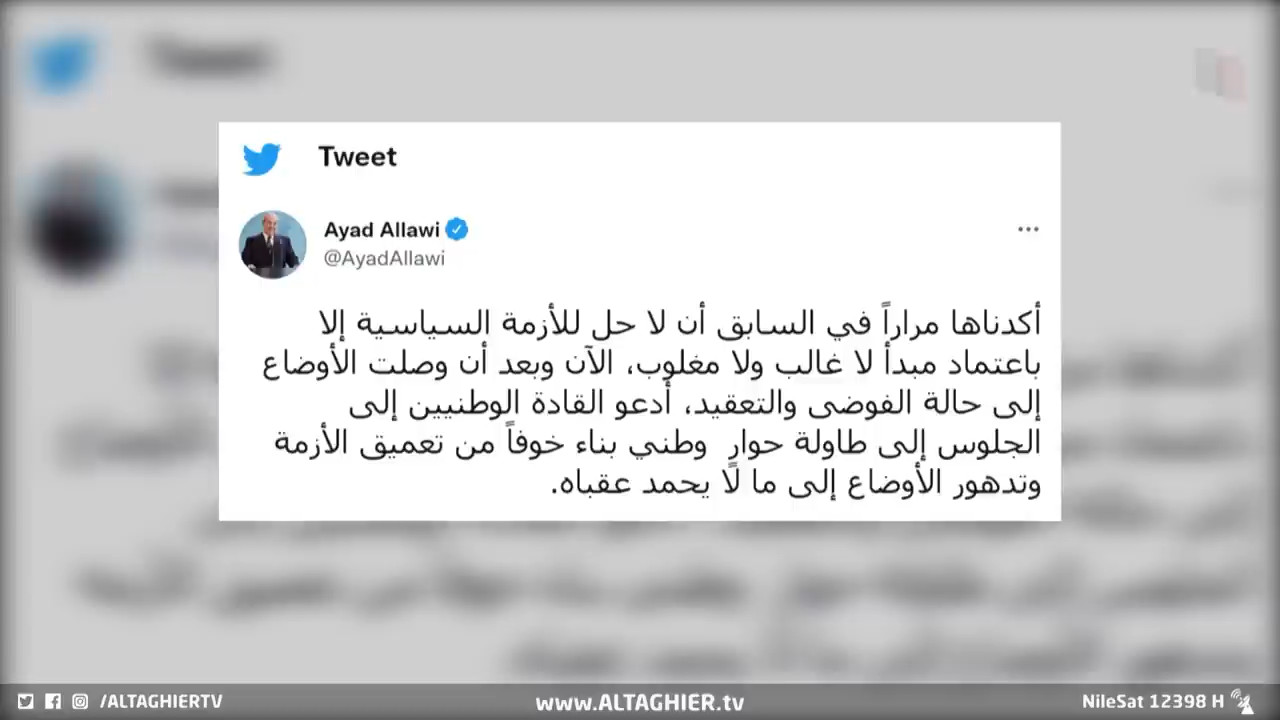 Tweet
Ayad Allawi
@AyadAllawi
أكدناها مراراً في السابق أن لا حل للأزمة السياسية إلا
باعتماد مبدأ لا غالب ولا مغلوب، الآن وبعد أن وصلت الأوضاع
إلى حالة الفوضى والتعقيد، أدعو القادة الوطنيين إلى
الجلوس إلى طاولة حوارٍ وطني بناء خوفاً من تعميق الأزمة
وتدهور الأوضاع إلى ما لا يحمد عقباه.
/ALTAGHIERTV
www.ALTAGHIER.tv
NileSat 12398 H